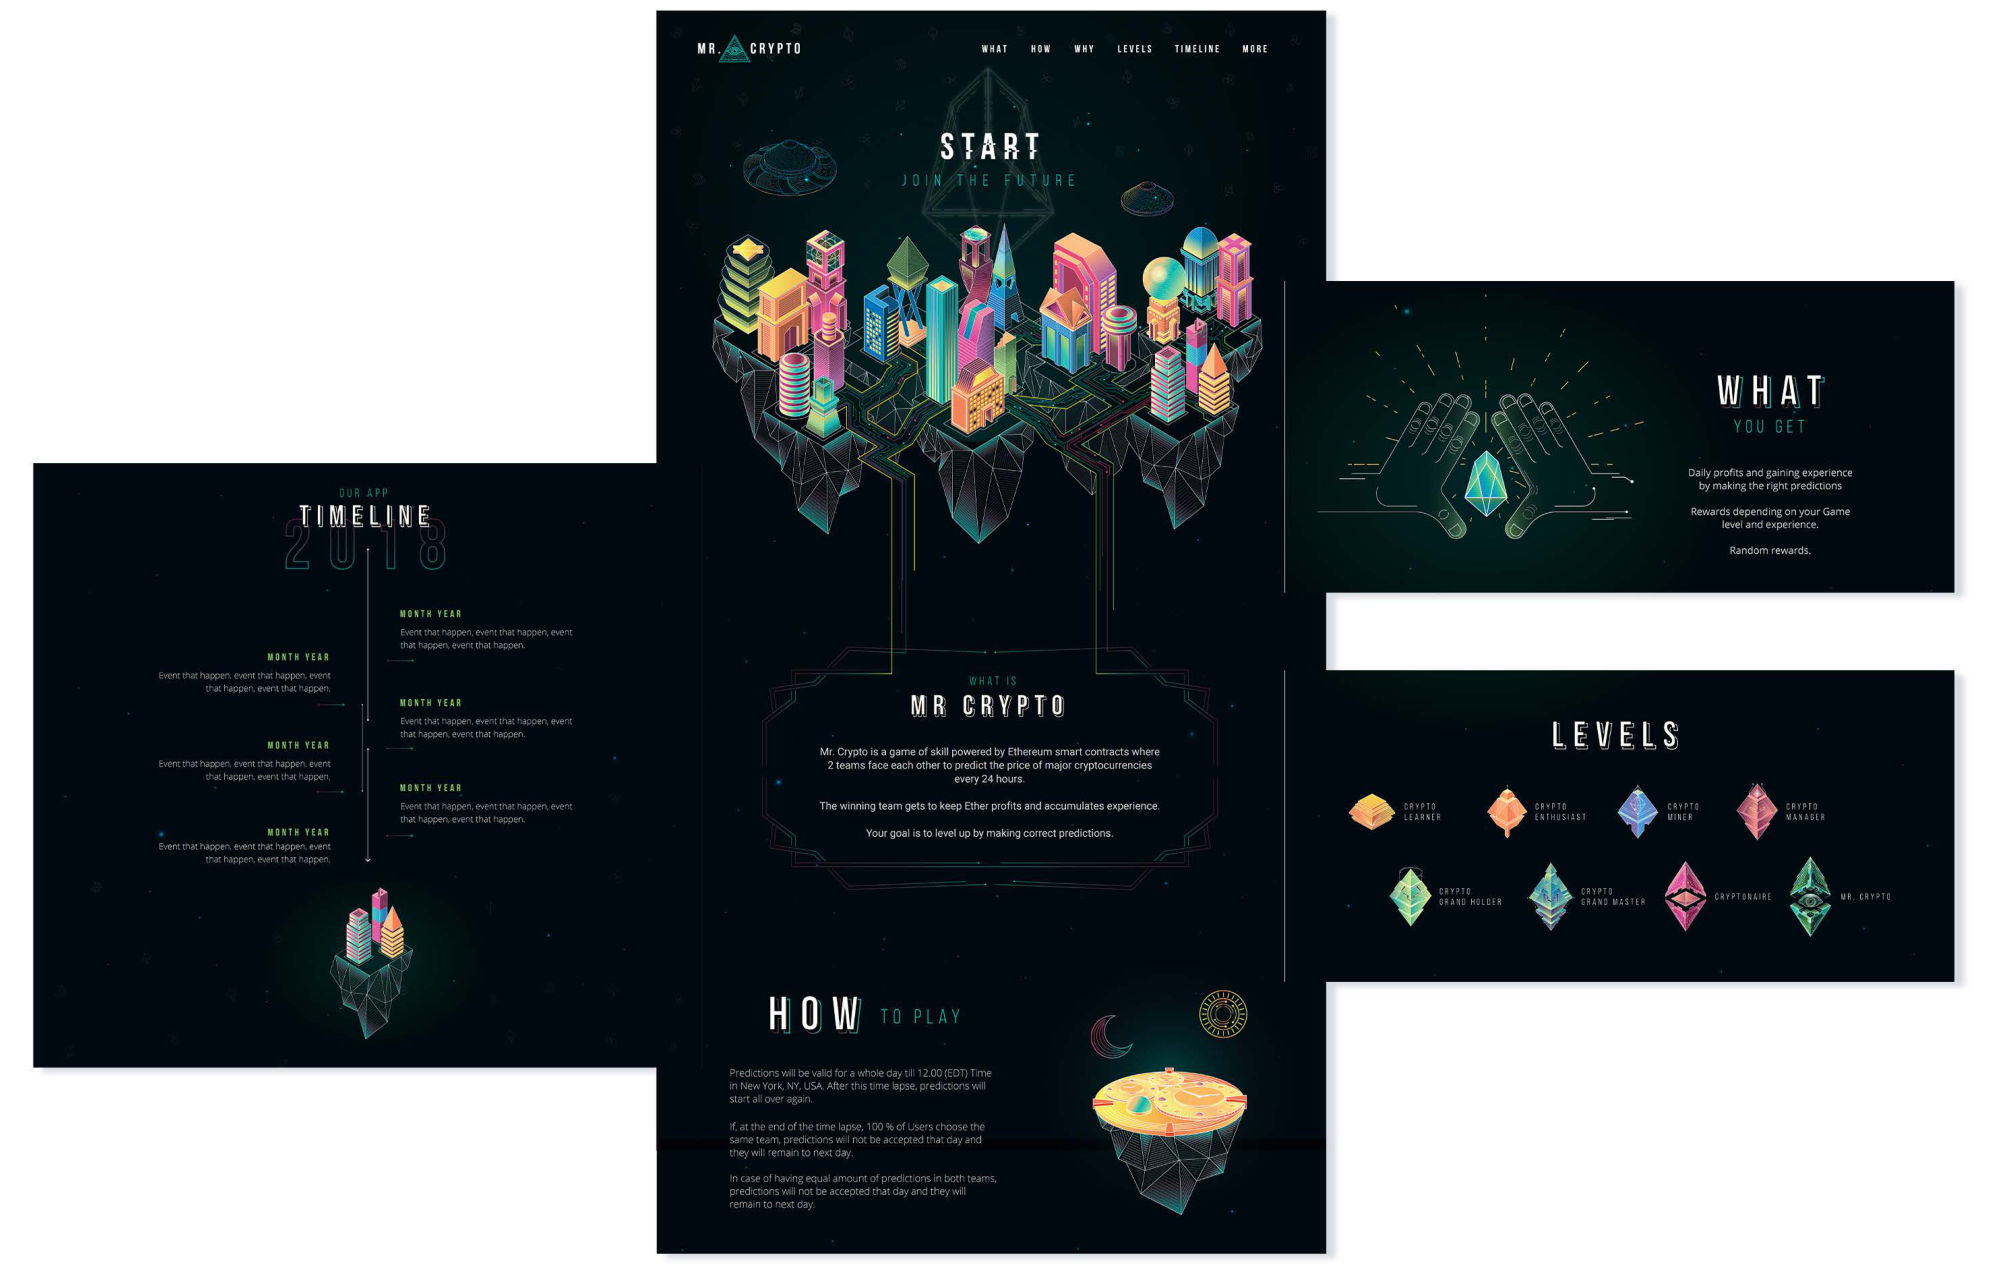 MR. CRYPTO
WHAT HOW WHY LEVELS TIMELINE MORE
START
JOIN THE FUTURE
WHAT IS
MR CRYPTO
Mr. Crypto is a game of skill powered by Ethereum smart contracts where
2 teams face each other to predict the price of major cryptocurrencies
every 24 hours.
The winning team gets to keep Ether profits and accumulates experience.
Your goal is to level up by making correct predictions.
HOW TO PLAY
Predictions will be valid for a whole day till 12.00 (EDT) Time
in New York, NY, USA. After this time lapse, predictions will
start all over again.
If, at the end of the time lapse, 100 % of Users choose the
same team, predictions will not be accepted that day and
they will remain to next day.
In case of having equal amount of predictions in both teams,
predictions will not be accepted that day and they will
remain to next day.
OUR APP
TIMELINE
2018
MONTH YEAR
Event that happen, event that happen, event
that happen, event that happen.
MONTH YEAR
Event that happen, event that happen, event
that happen, event that happen.
MONTH YEAR
Event that happen, event that happen, event
that happen, event that happen.
MONTH YEAR
Event that happen, event that happen, event
that happen, event that happen.
MONTH YEAR
Event that happen, event that happen, event
that happen, event that happen.
MONTH YEAR
Event that happen, event that happen, event
that happen, event that happen.
WHAT
YOU GET
Daily profits and gaining experience
by making the right predictions
Rewards depending on your Game
level and experience.
Random rewards.
LEVELS
CRYPTO
LEARNER
CRYPTO
ENTHUSIAST
CRYPTO
MINER
CRYPTO
MANAGER
CRYPTO
GRAND HOLDER
CRYPTO
GRAND MASTER
CRYPTONAIRE
MR. CRYPTO